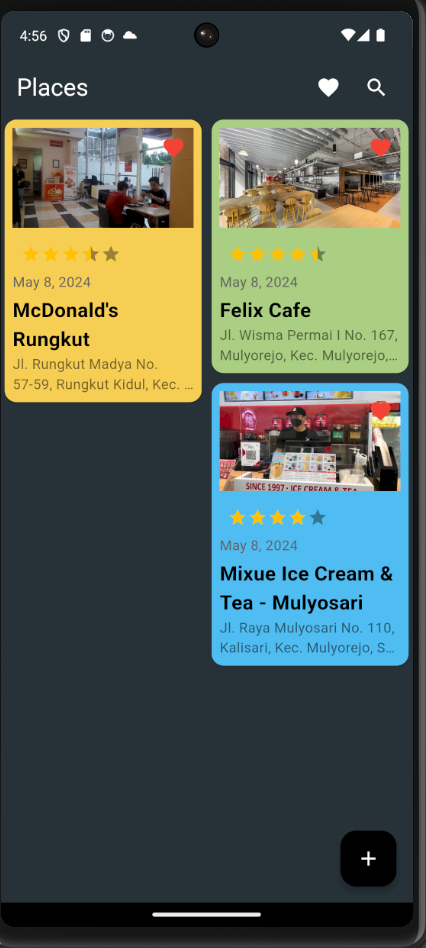 4:56
Places
May 8, 2024
McDonald's
Rungkut
Jl. Rungkut Madya No.
57-59, Rungkut Kidul, Kec. ...
May 8, 2024
Felix Cafe
Jl. Wisma Permai I No. 167,
Mulyorejo, Kec. Mulyorejo,...
SINCE 1997 • ICE CREAM & TEA
May 8, 2024
Mixue Ice Cream &
Tea - Mulyosari
Jl. Raya Mulyosari No. 110,
Kalisari, Kec. Mulyorejo, S...